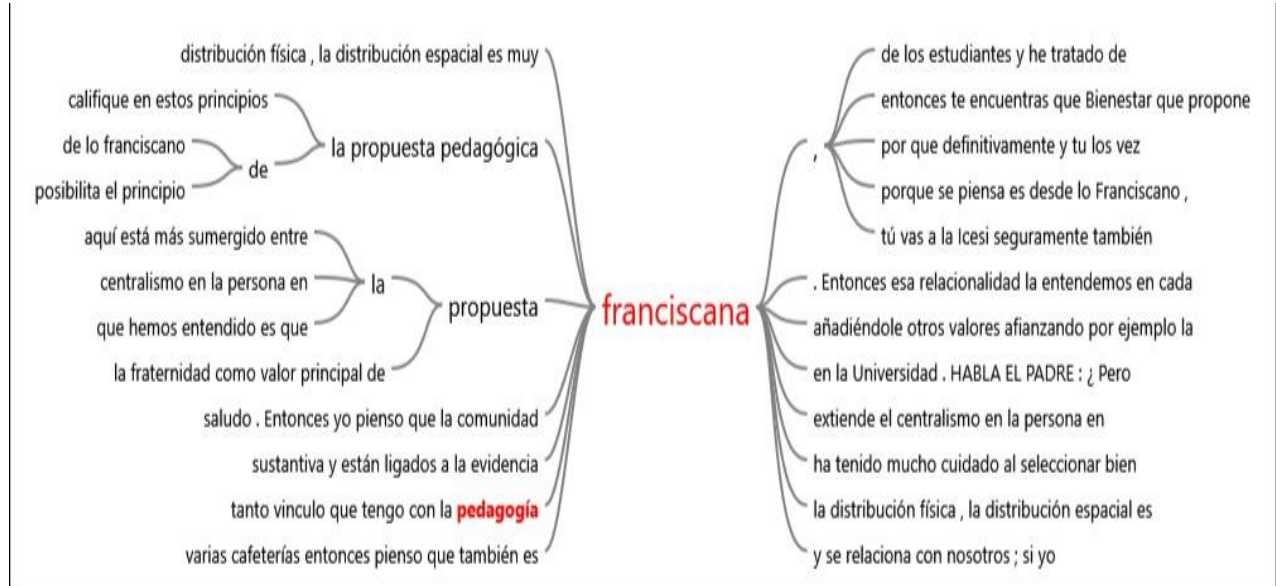 distribución física , la distribución espacial es muy
califique en estos principios
de lo franciscano
posibilita el principio
de
la propuesta pedagógica
aquí está más sumergido entre
centralismo en la persona en
que hemos entendido es que
la
la fraternidad como valor principal de
propuesta
saludo . Entonces yo pienso que la comunidad
sustantiva y están ligados a la evidencia
tanto vinculo que tengo con la pedagogía
varias cafeterías entonces pienso que también es
franciscana
,
de los estudiantes y he tratado de
entonces te encuentras que Bienestar que propone
por que definitivamente y tu los vez
porque se piensa es desde lo Franciscano ,
tú vas a la Icesi seguramente también
. Entonces esa relacionalidad la entendemos en cada
añadiéndole otros valores afianzando por ejemplo la
en la Universidad . HABLA EL PADRE : ¿ Pero
extiende el centralismo en la persona en
ha tenido mucho cuidado al seleccionar bien
la distribución física , la distribución espacial es
y se relaciona con nosotros ; si yo